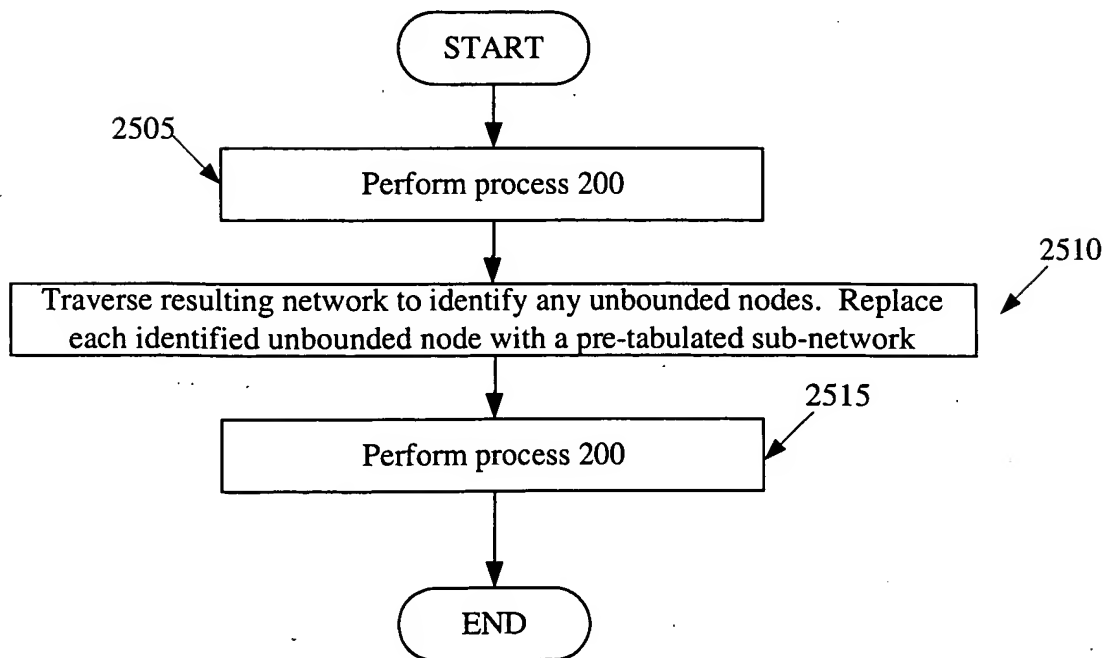 START
2505
Perform process 200
2510
Traverse resulting network to identify any unbounded nodes. Replace
each identified unbounded node with a pre-tabulated sub-network
2515
Perform process 200
END